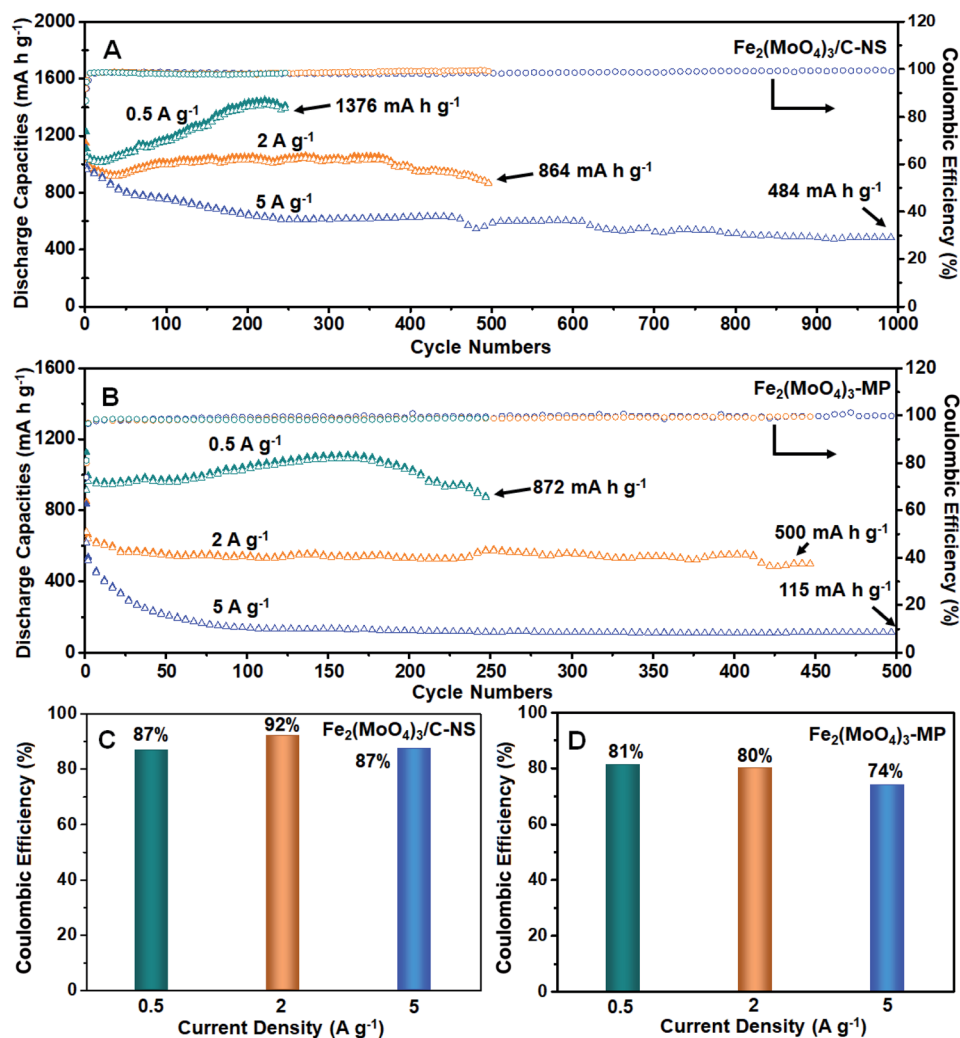 A
Fe₂(MoO₄)₃/C-NS
0.5 A g⁻¹
1376 mA h g⁻¹
2 A g⁻¹
864 mA h g⁻¹
5 A g⁻¹
484 mA h g⁻¹
Discharge Capacities (mA h g⁻¹)
2000
1600
1200
800
400
0
Coulombic Efficiency (%)
120
100
80
60
40
20
0
0 100 200 300 400 500 600 700 800 900 1000
Cycle Numbers
B
Fe₂(MoO₄)₃-MP
0.5 A g⁻¹
872 mA h g⁻¹
2 A g⁻¹
500 mA h g⁻¹
5 A g⁻¹
115 mA h g⁻¹
Discharge Capacities (mA h g⁻¹)
1600
1200
800
400
0
Coulombic Efficiency (%)
120
100
80
60
40
20
0
0 50 100 150 200 250 300 350 400 450 500
Cycle Numbers
C
Fe₂(MoO₄)₃/C-NS
87% 92% 87%
Coulombic Efficiency (%)
100
80
60
40
20
0
0.5 2 5
Current Density (A g⁻¹)
D
Fe₂(MoO₄)₃-MP
81% 80% 74%
Coulombic Efficiency (%)
100
80
60
40
20
0
0.5 2 5
Current Density (A g⁻¹)